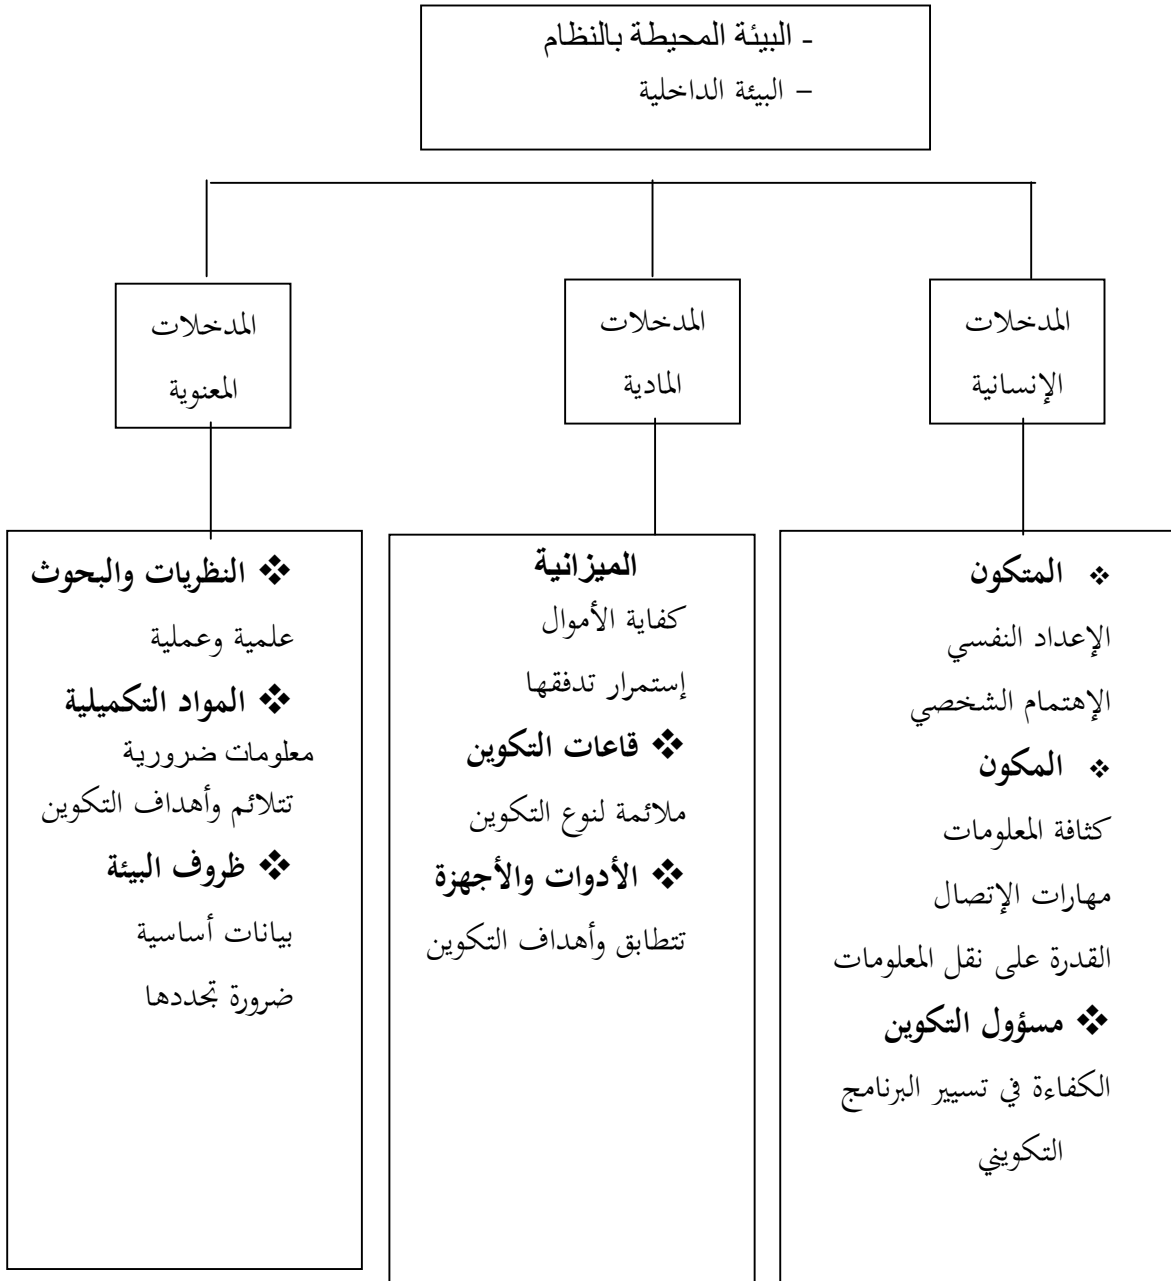 - البيئة المحيطة بالنظام
– البيئة الداخلية
المدخلات
الإنسانية
المدخلات
المادية
المدخلات
المعنوية
❖ المتكون
الإعداد النفسي
الإهتمام الشخصي
❖ المكون
كثافة المعلومات
مهارات الإتصال
القدرة على نقل المعلومات
❖ مسؤول التكوين
الكفاءة في تسيير البرنامج
التكويني
الميزانية
كفاية الأموال
إستمرار تدفقها
❖ قاعات التكوين
ملائمة لنوع التكوين
❖ الأدوات والأجهزة
تتطابق وأهداف التكوين
❖ النظريات والبحوث
علمية وعملية
❖ المواد التكميلية
معلومات ضرورية
تتلائم وأهداف التكوين
❖ ظروف البيئة
بيانات أساسية
ضرورة تجددها